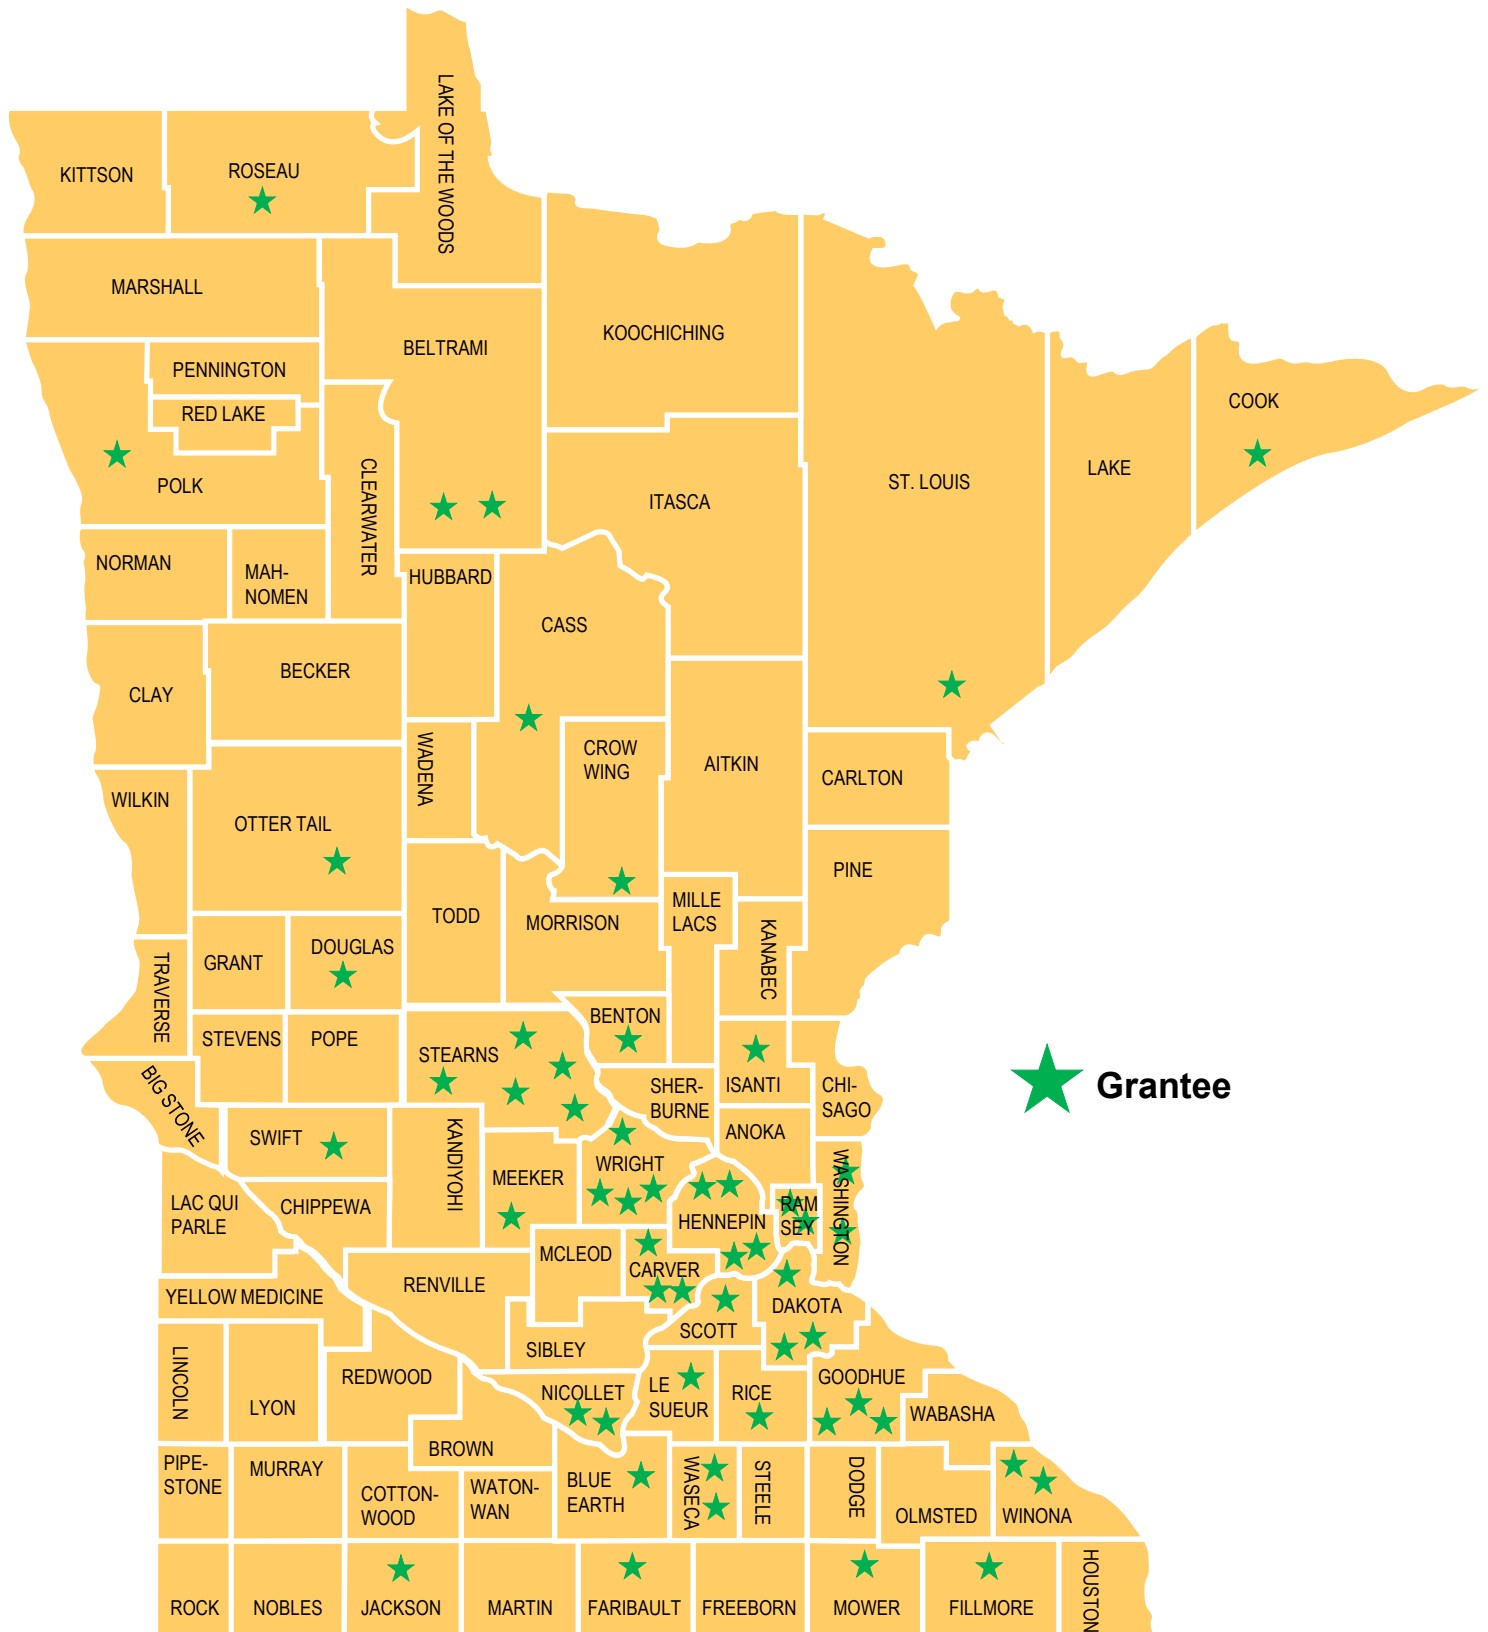 LAKE OF THE WOODS
KITTSON
ROSEAU
MARSHALL
KOOCHICHING
BELTRAMI
PENNINGTON
RED LAKE
COOK
LAKE
ST. LOUIS
POLK
CLEARWATER
ITASCA
NORMAN
MAH-
NOMEN
HUBBARD
CASS
BECKER
CLAY
WADENA
CROW
WING
AITKIN
CARLTON
WILKIN
OTTER TAIL
PINE
MILLE
LACS
TODD
MORRISON
KANABEC
DOUGLAS
GRANT
TRAVERSE
BENTON
STEVENS
POPE
STEARNS
BIG STONE
SHER-
BURNE
ISANTI
CHI-
SAGO
Grantee
SWIFT
KANDIYOHI
ANOKA
WRIGHT
MEEKER
WASHINGTON
LAC QUI
PARLE
CHIPPEWA
RAM
SEY
HENNEPIN
MCLEOD
CARVER
RENVILLE
YELLOW MEDICINE
DAKOTA
SCOTT
SIBLEY
LINCOLN
LYON
REDWOOD
NICOLLET
LE
SUEUR
RICE
GOODHUE
WABASHA
BROWN
PIPE-
STONE
MURRAY
COTTON-
WOOD
WATON-
WAN
BLUE
EARTH
WASECA
STEELE
DODGE
OLMSTED
WINONA
ROCK
NOBLES
JACKSON
MARTIN
FARIBAULT
FREEBORN
MOWER
FILLMORE
HOUSTON